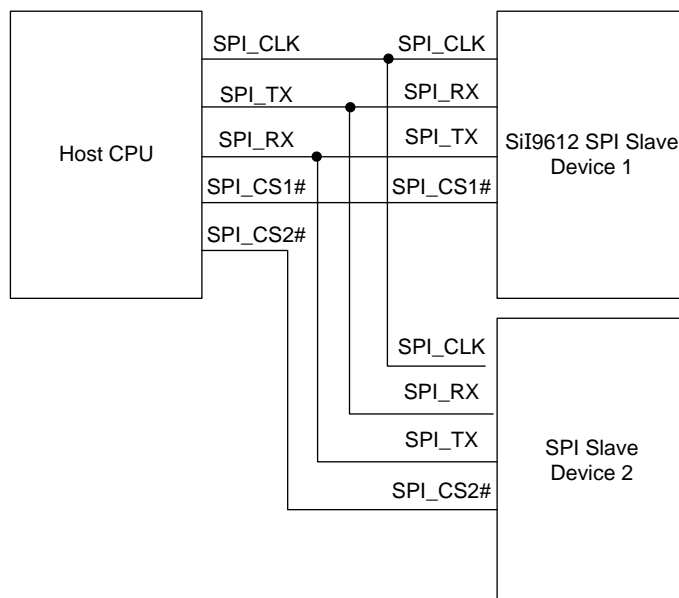 SPI_CLK
SPI_CLK
SPI_TX
SPI_RX
Host CPU
SPI_RX
SPI_TX
SiI9612 SPI Slave
Device 1
SPI_CS1#
SPI_CS1#
SPI_CS2#
SPI_CLK
SPI_RX
SPI_TX
SPI Slave
Device 2
SPI_CS2#